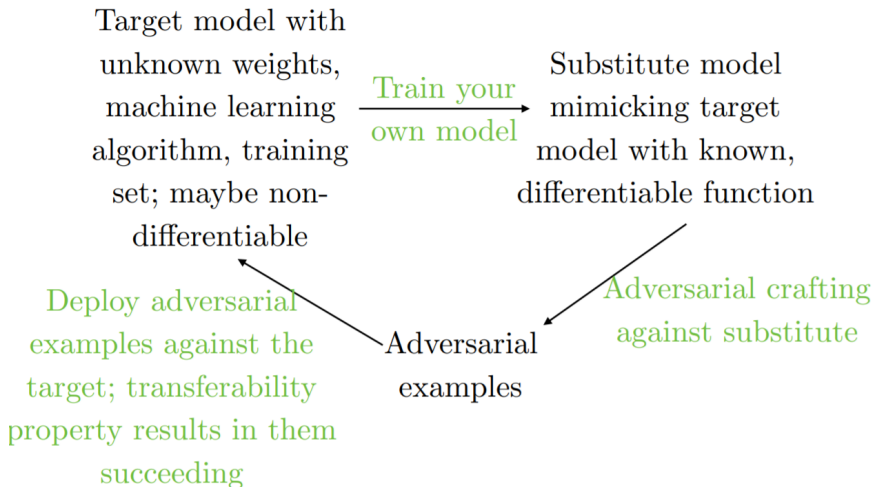 Target model with
unknown weights,
machine learning
algorithm, training
set; maybe non-
differentiable
Train your
own model
Substitute model
mimicking target
model with known,
differentiable function
Adversarial crafting
against substitute
Adversarial
examples
Deploy adversarial
examples against the
target; transferability
property results in them
succeeding